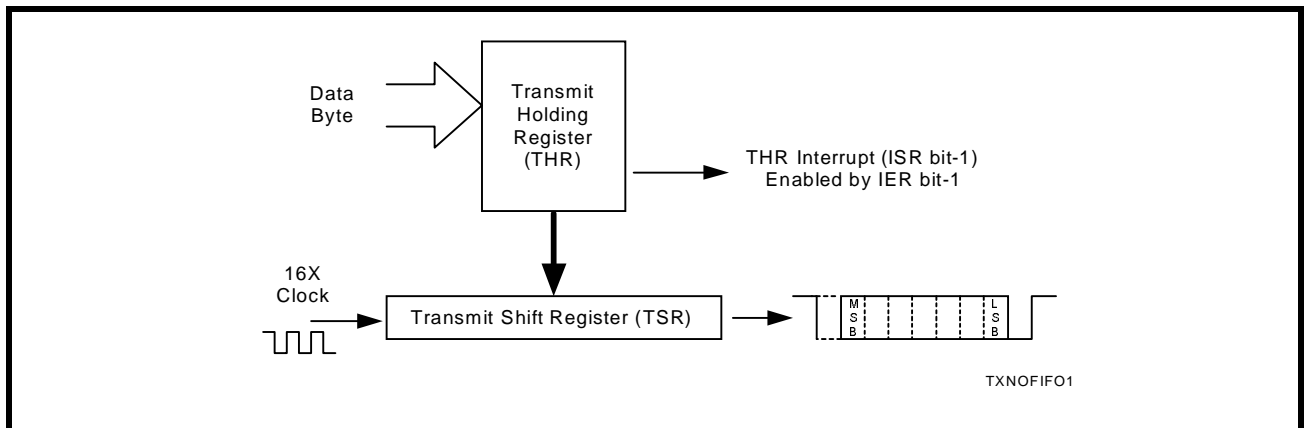 Data
Byte
Transmit
Holding
Register
(THR)
THR Interrupt (ISR bit-1)
Enabled by IER bit-1
16X
Clock
Transmit Shift Register (TSR)
M
S
B
L
S
B
TXNOFIFO1